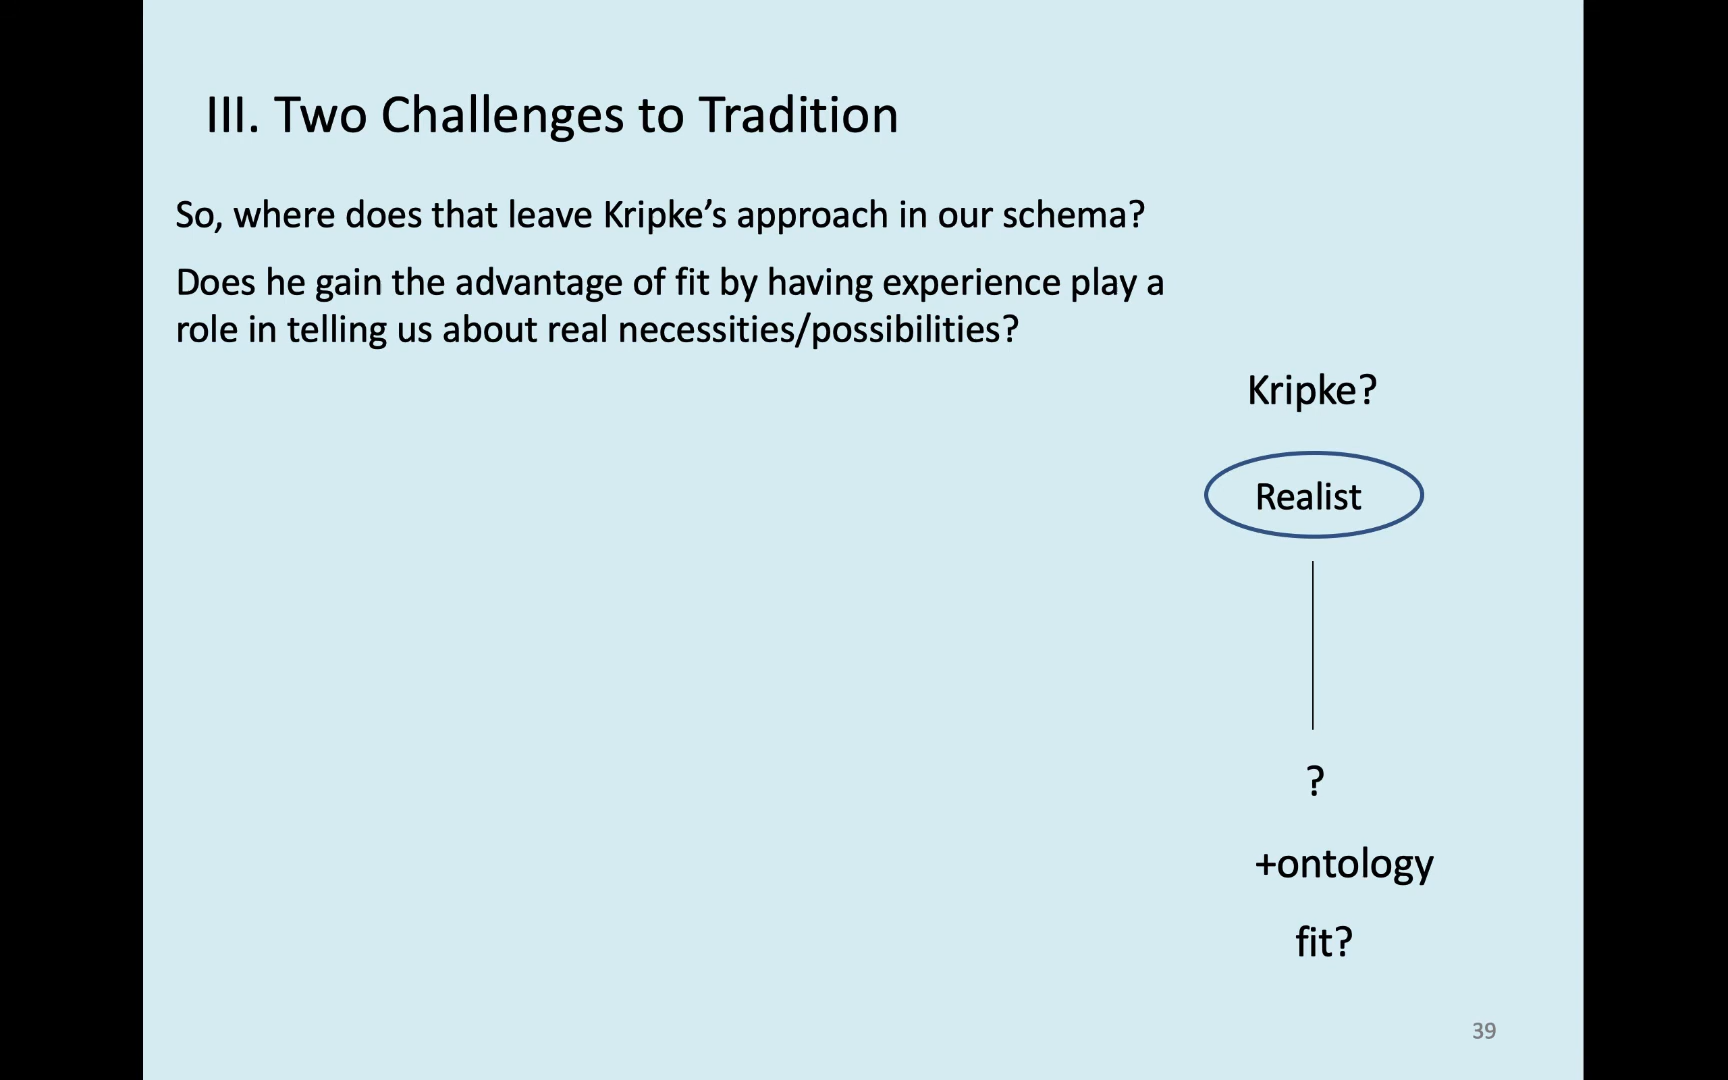 III. Two Challenges to Tradition
So, where does that leave Kripke’s approach in our schema?
Does he gain the advantage of fit by having experience play a
role in telling us about real necessities/possibilities?
Kripke?
Realist
?
+ontology
fit?
39